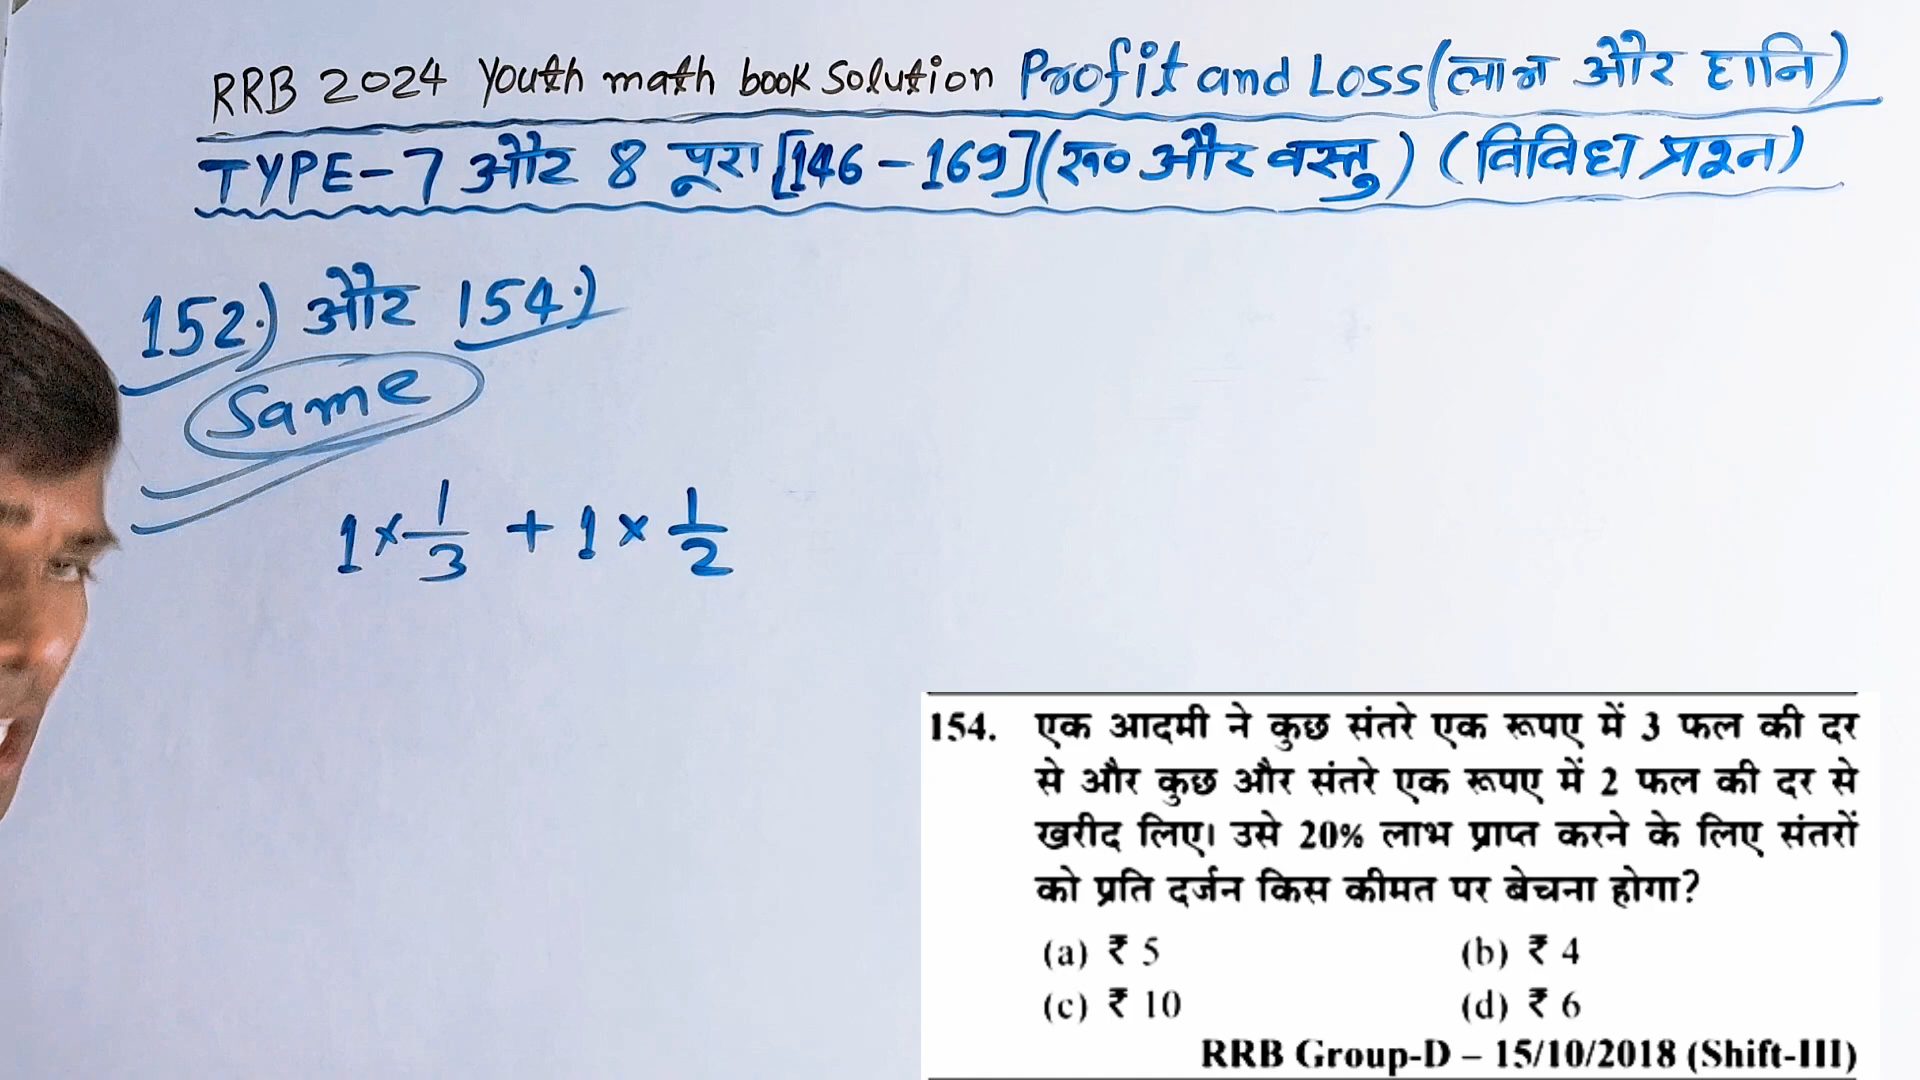 RRB 2024 Youth math book Solution Profit and Loss (लाभ और हानि)
TYPE-7 और 8 पूरा [146-169] (रू० और वस्तु) (विविध प्रश्न)
152.) और 154.)
Same
1×1/3 + 1×1/2
154. एक आदमी ने कुछ संतरे एक रूपए में 3 फल की दर
से और कुछ और संतरे एक रूपए में 2 फल की दर से
खरीद लिए। उसे 20% लाभ प्राप्त करने के लिए संतरों
को प्रति दर्जन किस कीमत पर बेचना होगा?
(a) ₹ 5 (b) ₹ 4
(c) ₹ 10 (d) ₹ 6
RRB Group-D – 15/10/2018 (Shift-III)